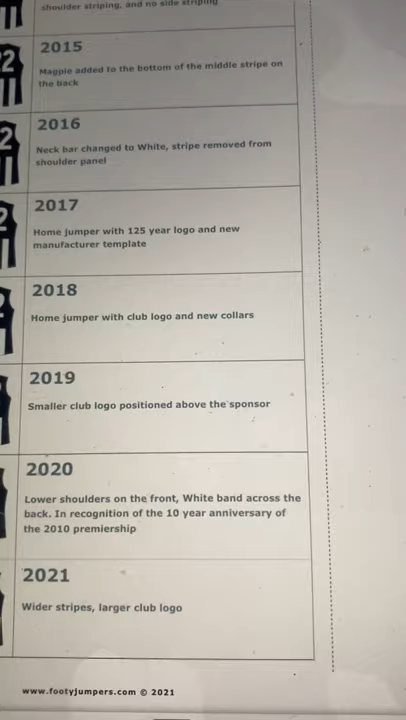 shoulder striping, and no side striping
2015
Magpie added to the bottom of the middle stripe on
the back
2016
Neck bar changed to White, stripe removed from
shoulder panel
2017
Home jumper with 125 year logo and new
manufacturer template
2018
Home jumper with club logo and new collars
2019
Smaller club logo positioned above the sponsor
2020
Lower shoulders on the front, White band across the
back. In recognition of the 10 year anniversary of
the 2010 premiership
2021
Wider stripes, larger club logo
www.footyjumpers.com © 2021